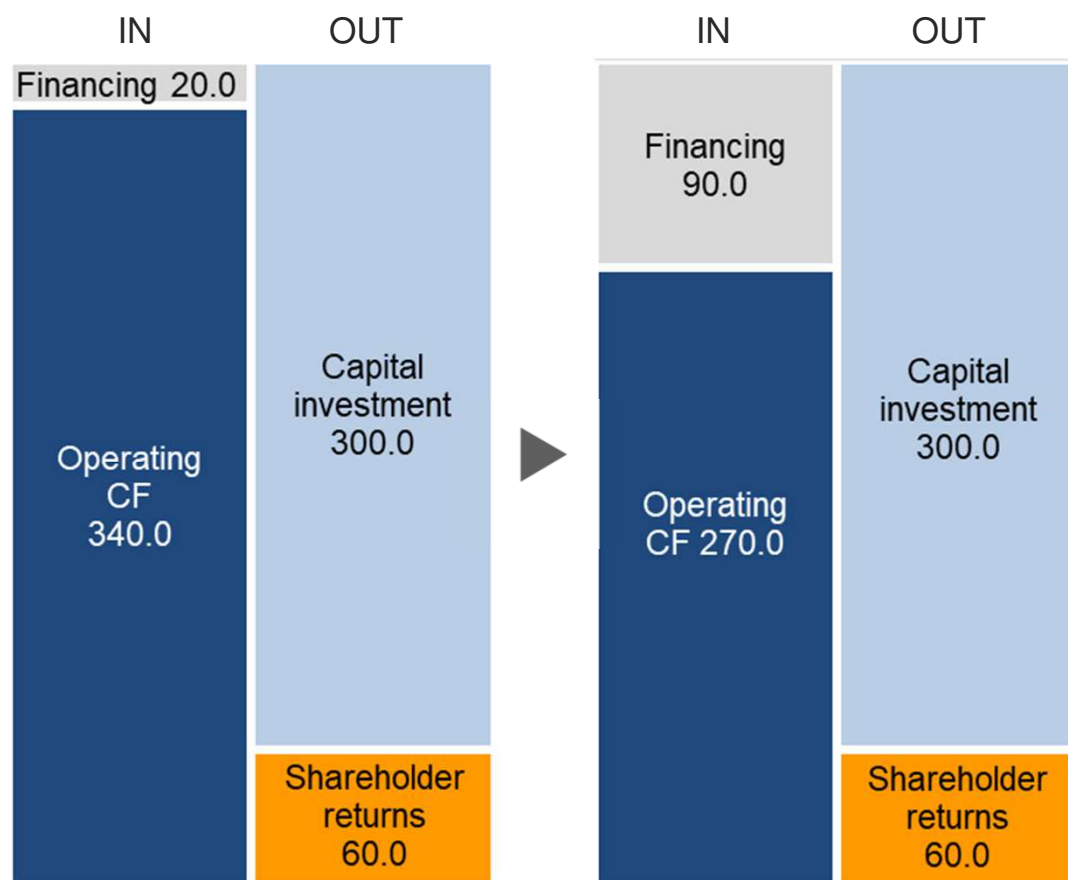 IN
OUT
Financing 20.0
Operating
CF
340.0
Capital
investment
300.0
Shareholder
returns
60.0
IN
OUT
Financing
90.0
Operating
CF 270.0
Capital
investment
300.0
Shareholder
returns
60.0